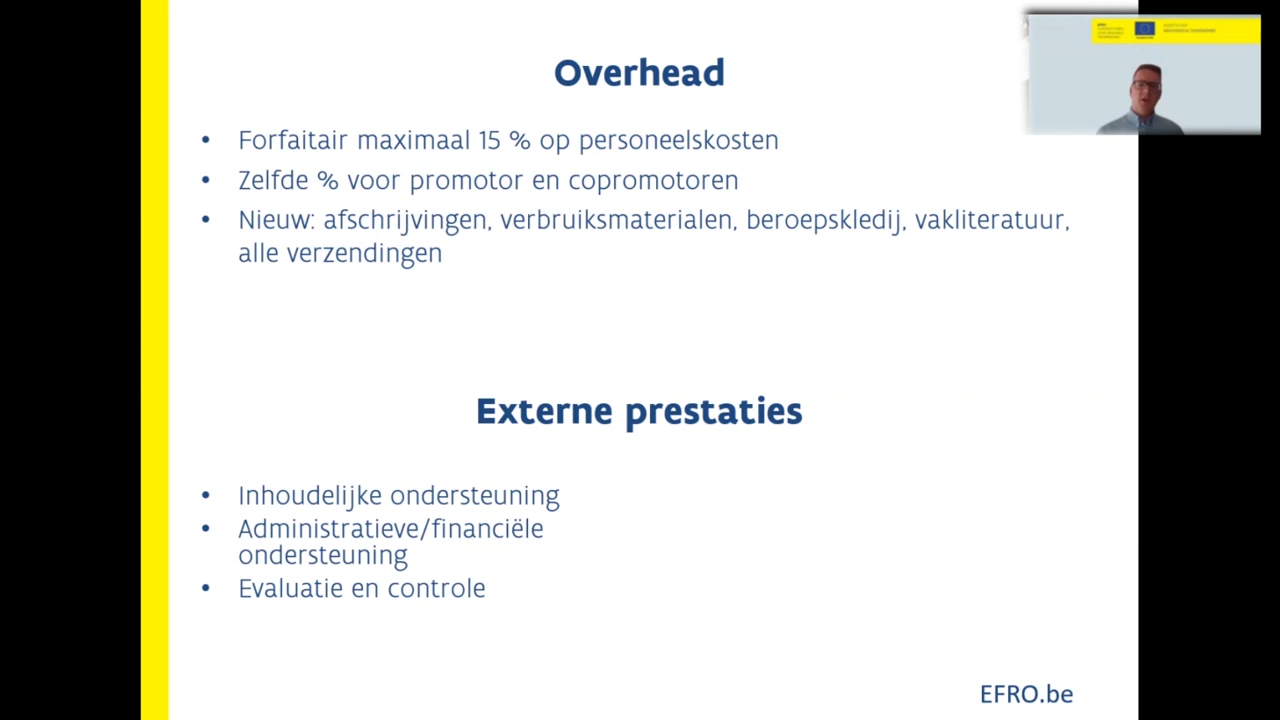 Overhead
• Forfaitair maximaal 15 % op personeelskosten
• Zelfde % voor promotor en copromotoren
• Nieuw: afschrijvingen, verbruiksmaterialen, beroepskledij, vakliteratuur,
alle verzendingen
Externe prestaties
• Inhoudelijke ondersteuning
• Administratieve/financiële
ondersteuning
• Evaluatie en controle
EFRO.be